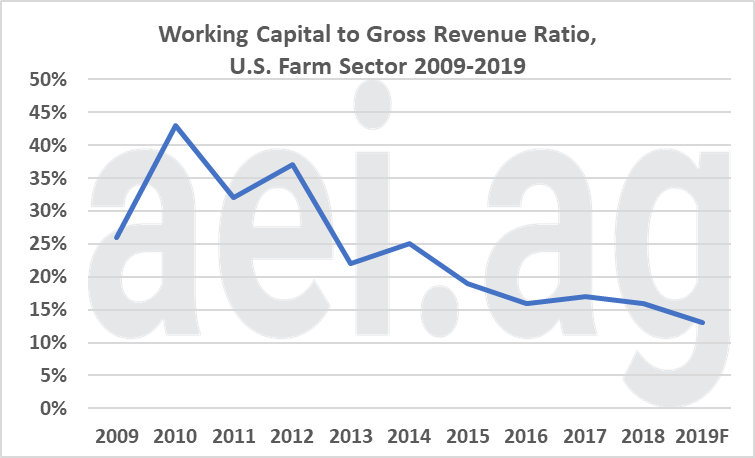 Working Capital to Gross Revenue Ratio,
U.S. Farm Sector 2009-2019
50%
45%
40%
35%
30%
25%
20%
15%
10%
5%
0%
aei.ag
2009 2010 2011 2012 2013 2014 2015 2016 2017 2018 2019F